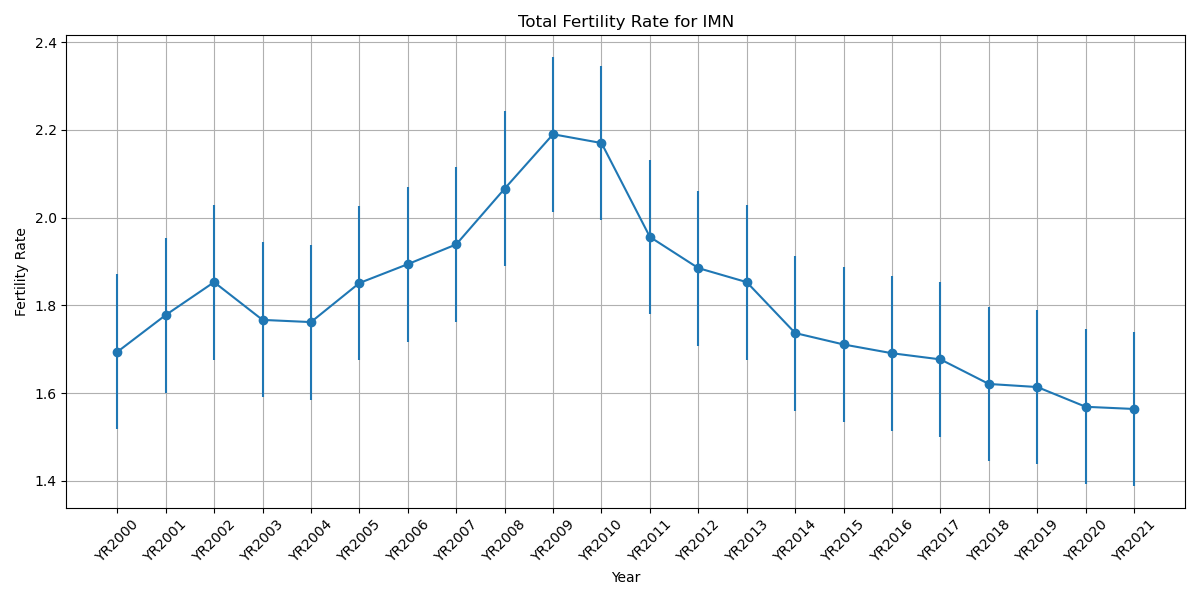 Total Fertility Rate for IMN
Fertility Rate
2.4
2.2
2.0
1.8
1.6
1.4
YR2000
YR2001
YR2002
YR2003
YR2004
YR2005
YR2006
YR2007
YR2008
YR2009
YR2010
YR2011
YR2012
YR2013
YR2014
YR2015
YR2016
YR2017
YR2018
YR2019
YR2020
YR2021
Year